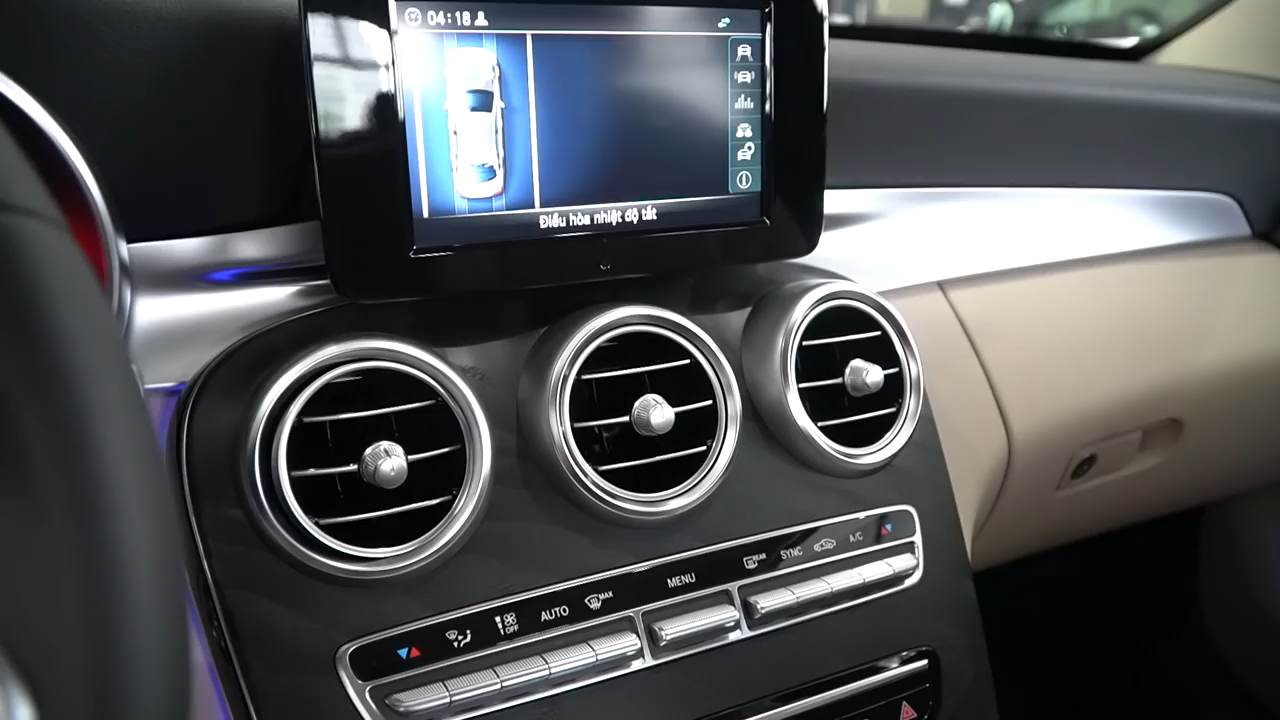 04:18
Điều hòa nhiệt độ tắt
OFF
AUTO
MAX
MENU
REAR
SYNC
A/C